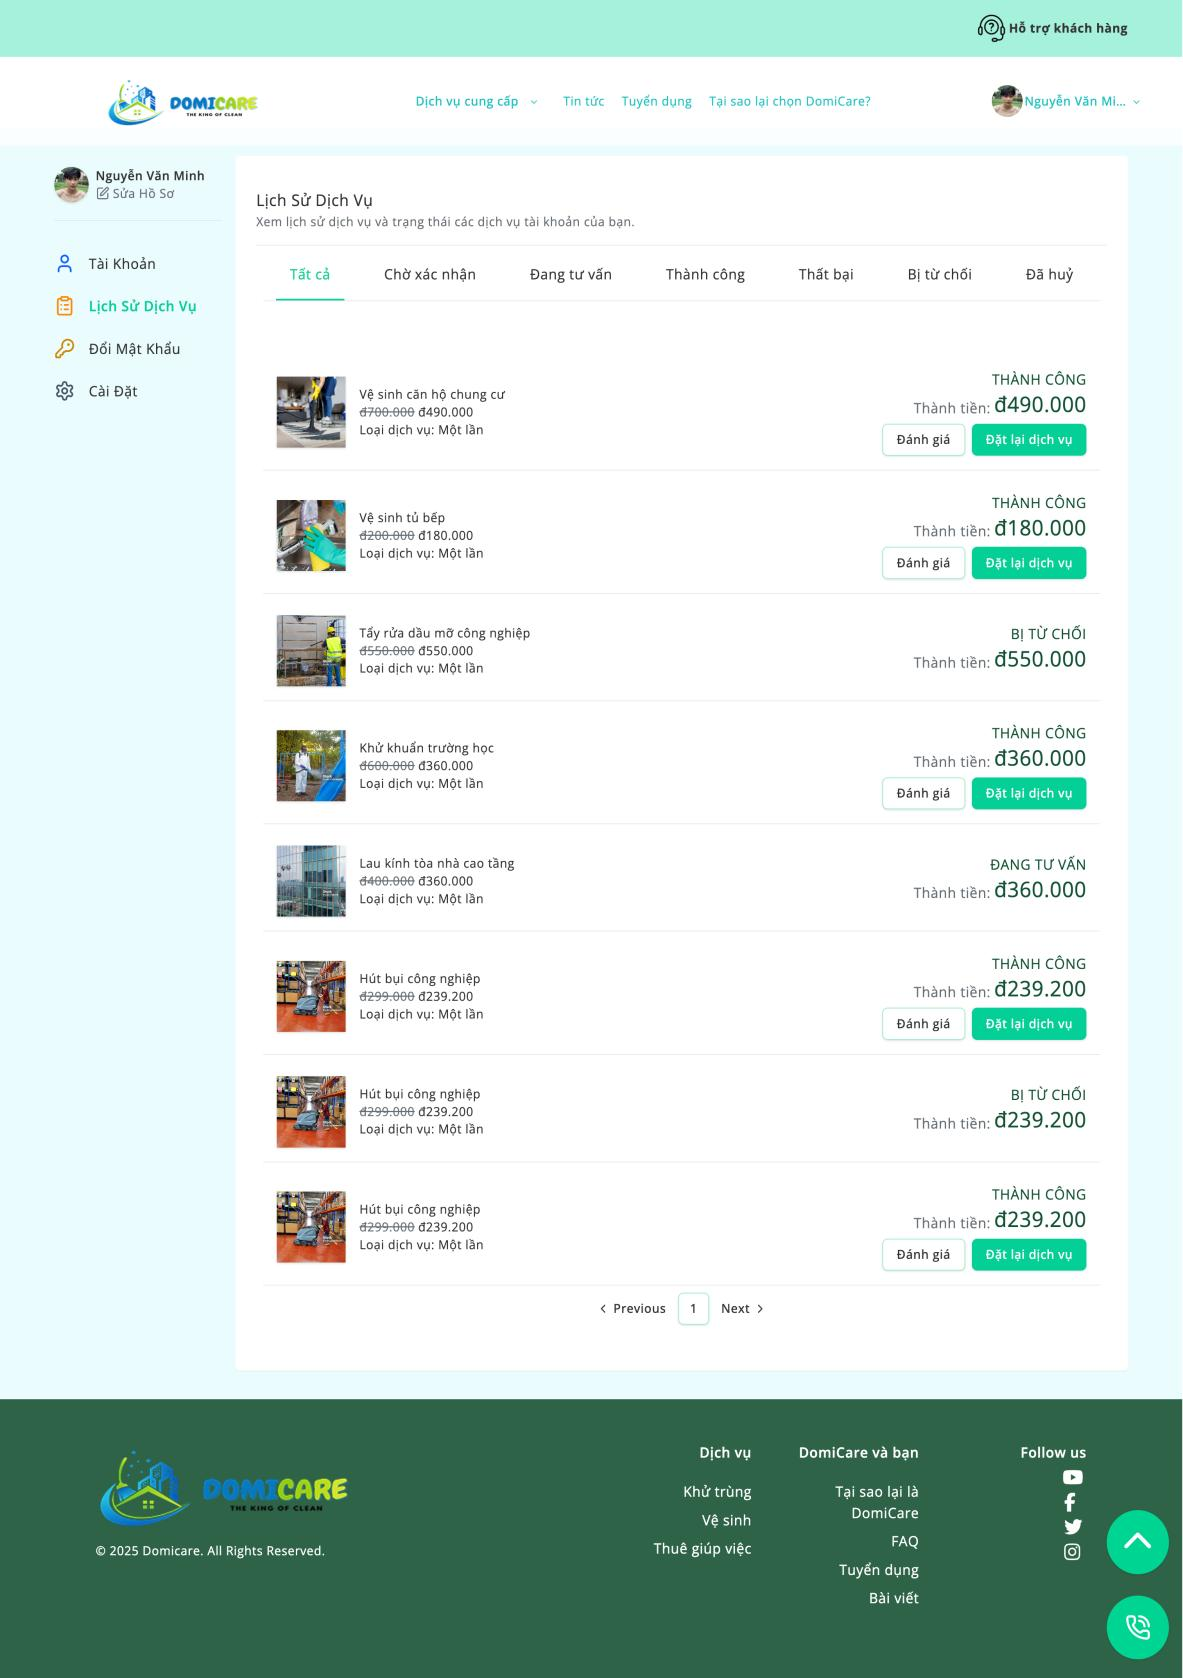 Hỗ trợ khách hàng
DOMICARE
THE KING OF CLEAN
Dịch vụ cung cấp
Tin tức
Tuyển dụng
Tại sao lại chọn DomiCare?
Nguyễn Văn Mi...
Nguyễn Văn Minh
Sửa Hồ Sơ
Tài Khoản
Lịch Sử Dịch Vụ
Đổi Mật Khẩu
Cài Đặt
Lịch Sử Dịch Vụ
Xem lịch sử dịch vụ và trạng thái các dịch vụ tài khoản của bạn.
Tất cả
Chờ xác nhận
Đang tư vấn
Thành công
Thất bại
Bị từ chối
Đã huỷ
Vệ sinh căn hộ chung cư
đ700.000 đ490.000
Loại dịch vụ: Một lần
THÀNH CÔNG
Thành tiền: đ490.000
Đánh giá
Đặt lại dịch vụ
Vệ sinh tủ bếp
đ200.000 đ180.000
Loại dịch vụ: Một lần
THÀNH CÔNG
Thành tiền: đ180.000
Đánh giá
Đặt lại dịch vụ
Tẩy rửa dầu mỡ công nghiệp
đ550.000 đ550.000
Loại dịch vụ: Một lần
BỊ TỪ CHỐI
Thành tiền: đ550.000
Khử khuẩn trường học
đ600.000 đ360.000
Loại dịch vụ: Một lần
THÀNH CÔNG
Thành tiền: đ360.000
Đánh giá
Đặt lại dịch vụ
Lau kính tòa nhà cao tầng
đ400.000 đ360.000
Loại dịch vụ: Một lần
ĐANG TƯ VẤN
Thành tiền: đ360.000
Hút bụi công nghiệp
đ299.000 đ239.200
Loại dịch vụ: Một lần
THÀNH CÔNG
Thành tiền: đ239.200
Đánh giá
Đặt lại dịch vụ
Hút bụi công nghiệp
đ299.000 đ239.200
Loại dịch vụ: Một lần
BỊ TỪ CHỐI
Thành tiền: đ239.200
Hút bụi công nghiệp
đ299.000 đ239.200
Loại dịch vụ: Một lần
THÀNH CÔNG
Thành tiền: đ239.200
Đánh giá
Đặt lại dịch vụ
Previous
1
Next
DOMICARE
THE KING OF CLEAN
© 2025 Domicare. All Rights Reserved.
Dịch vụ
Khử trùng
Vệ sinh
Thuê giúp việc
DomiCare và bạn
Tại sao lại là
DomiCare
FAQ
Tuyển dụng
Bài viết
Follow us